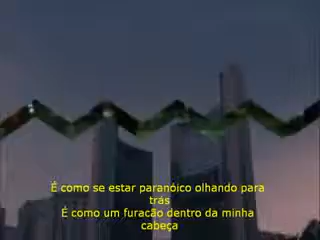 É como se estar paranóico olhando para
trás
É como um furacão dentro da minha
cabeça